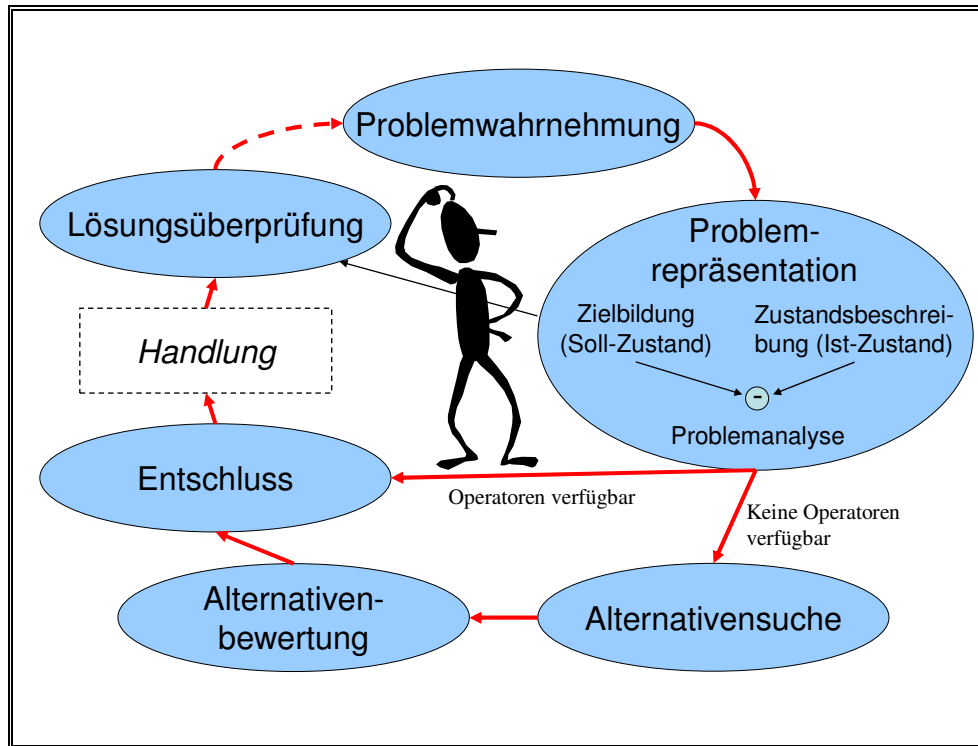 Problemwahrnehmung
Lösungsüberprüfung
Problem-
repräsentation
Zielbildung
(Soll-Zustand)
Zustandsbeschrei-
bung (Ist-Zustand)
-
Problemanalyse
Handlung
Entschluss
Operatoren verfügbar
Keine Operatoren
verfügbar
Alternativen-
bewertung
Alternativensuche